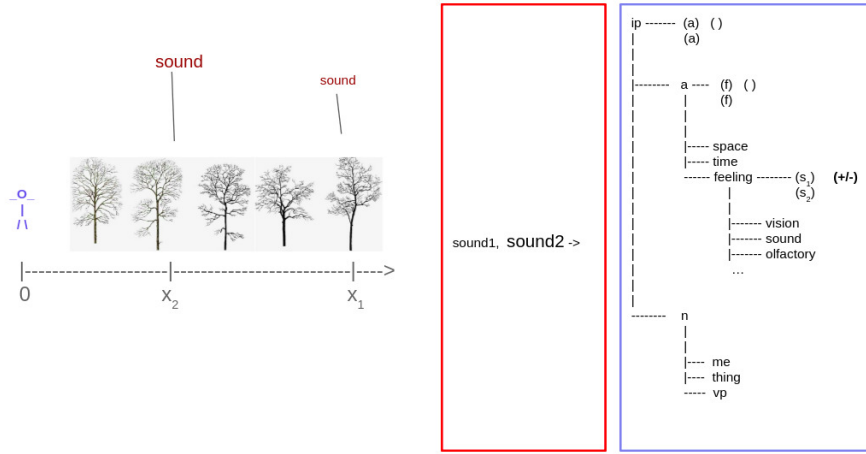 sound
sound
O
0
x2
x1
sound1, sound2 ->
ip ------- (a) ( )
(a)
|-------- a ---- (f) ( )
(f)
|----- space
|----- time
----- feeling -------- (s1) (+/-)
(s2)
|------- vision
|------- sound
|------- olfactory
...
-------- n
|---- me
|---- thing
----- vp